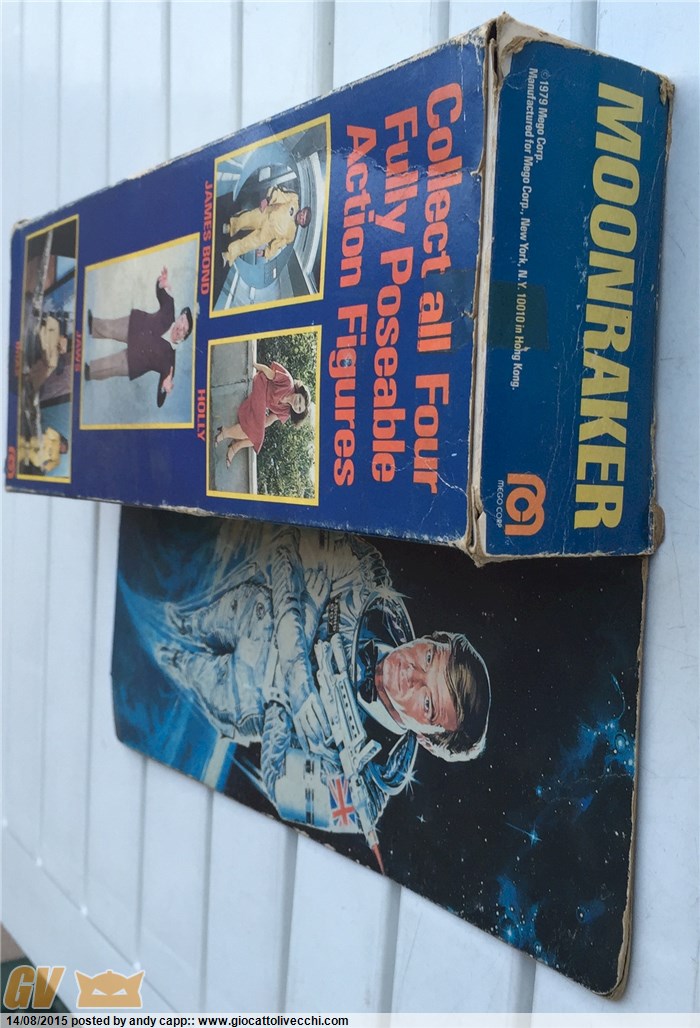 MOONRAKER
©1979 Mego Corp.
Manufactured for Mego Corp., New York, N.Y. 10010 in Hong Kong.
MEGO CORP
Collect all Four
Fully Poseable
Action Figures
JAMES BOND
HOLLY
JAWS
GV
14/08/2015 posted by andy capp:: www.giocattolivecchi.com